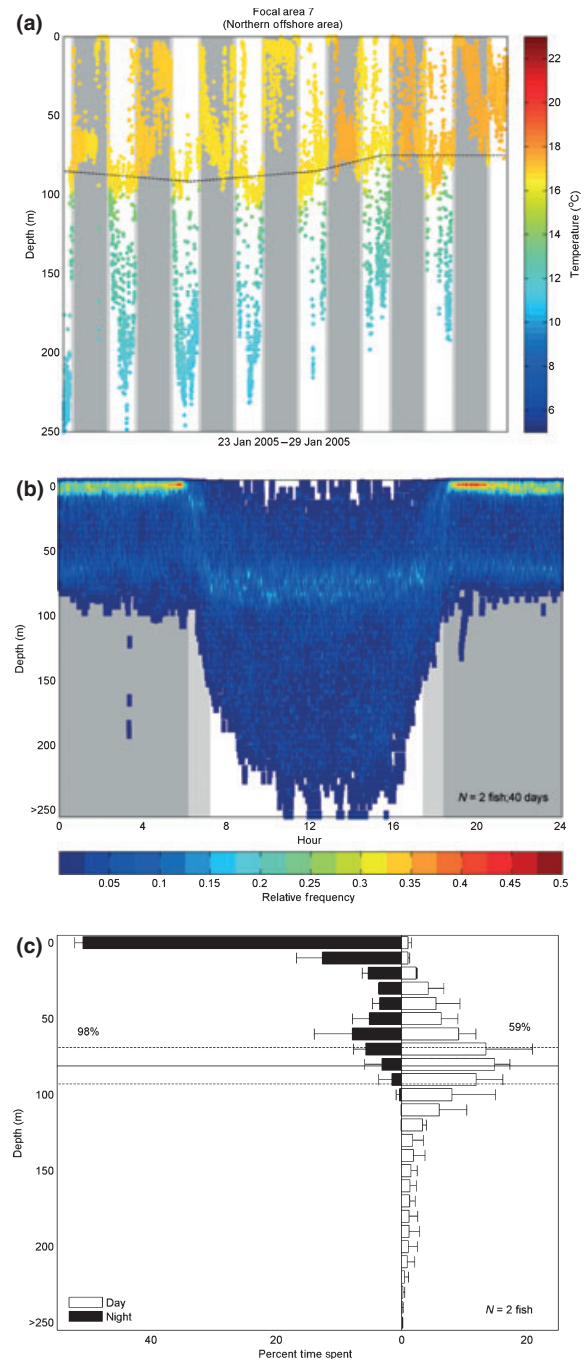 Focal area 7
(Northern offshore area)
(a)
0
50
100
150
200
250
Depth (m)
23 Jan 2005–29 Jan 2005
22
20
18
16
14
12
10
8
6
Temperature (°C)
(b)
0
50
100
150
200
>250
Depth (m)
N = 2 fish;40 days
0 4 8 12 16 20 24
Hour
0.05 0.1 0.15 0.2 0.25 0.3 0.35 0.4 0.45 0.5
Relative frequency
(c)
0
50
100
150
200
>250
Depth (m)
98%
59%
Day
Night
N = 2 fish
40 20 0 20
Percent time spent